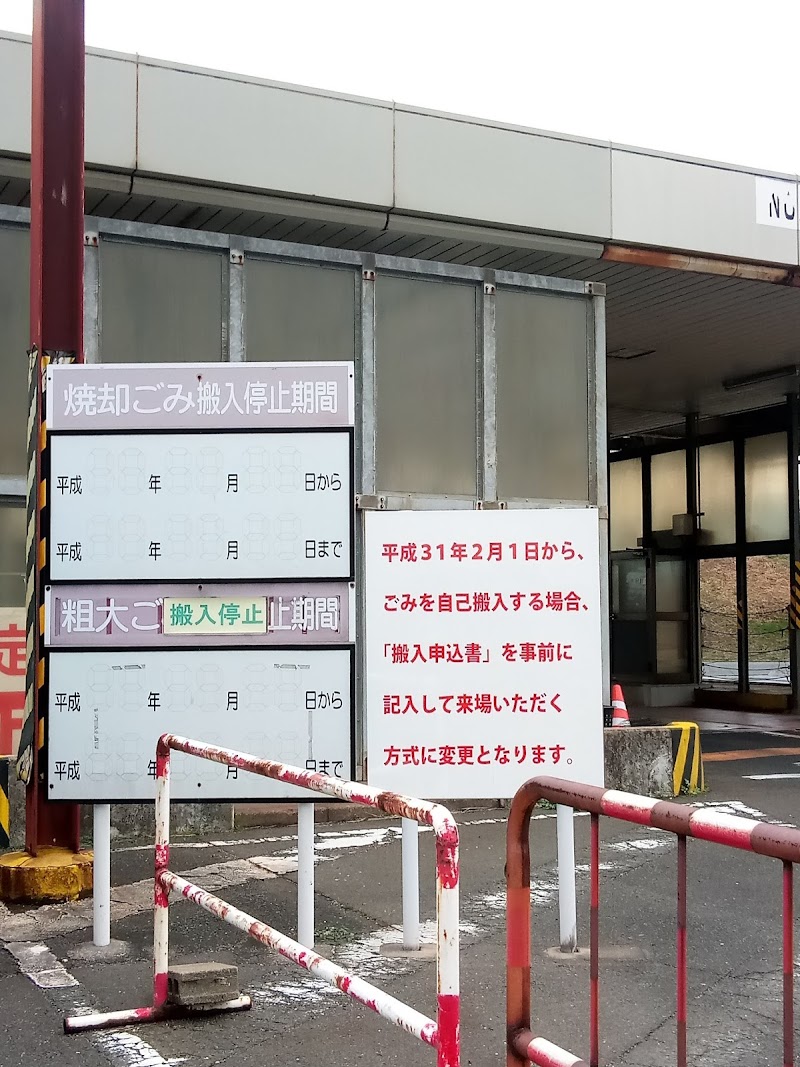 焼却ごみ搬入停止期間
平成 年 月 日から
平成 年 月 日まで
粗大ご搬入停止止期間
平成 年 月 日から
平成 年 月 日まで
平成31年2月1日から、
ごみを自己搬入する場合、
「搬入申込書」を事前に
記入して来場いただく
方式に変更となります。
定